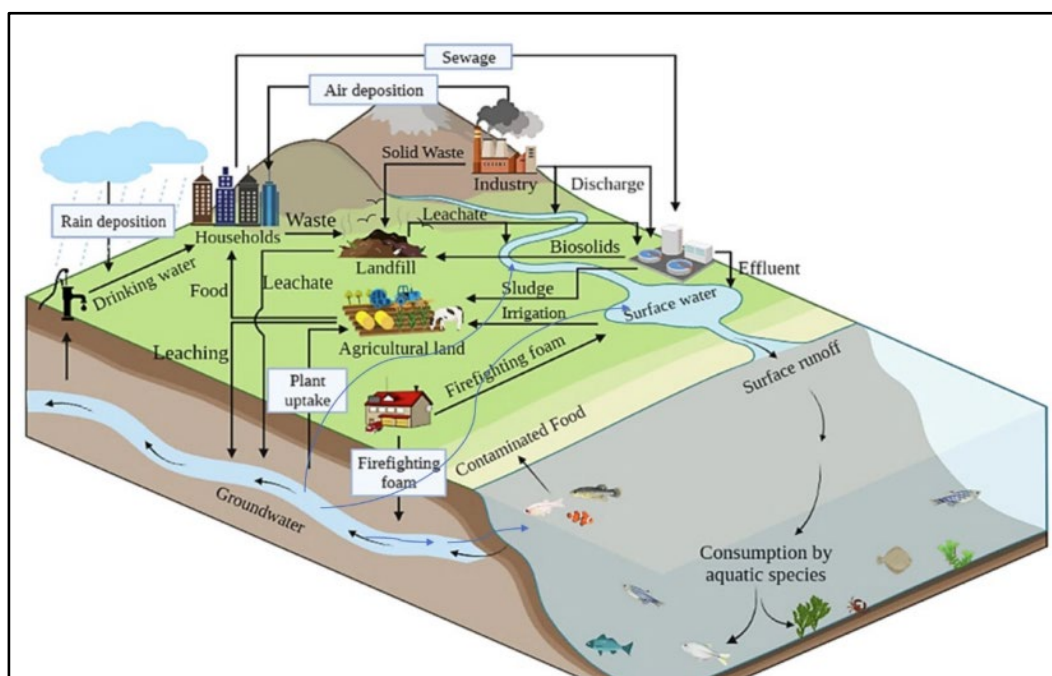 Sewage
Air deposition
Solid Waste
Industry
Discharge
Rain deposition
Households
Waste
Leachate
Landfill
Biosolids
Effluent
Drinking water
Food
Leachate
Sludge
Surface water
Irrigation
Agricultural land
Leaching
Plant
uptake
Firefighting foam
Surface runoff
Firefighting
foam
Contaminated Food
Groundwater
Consumption by
aquatic species